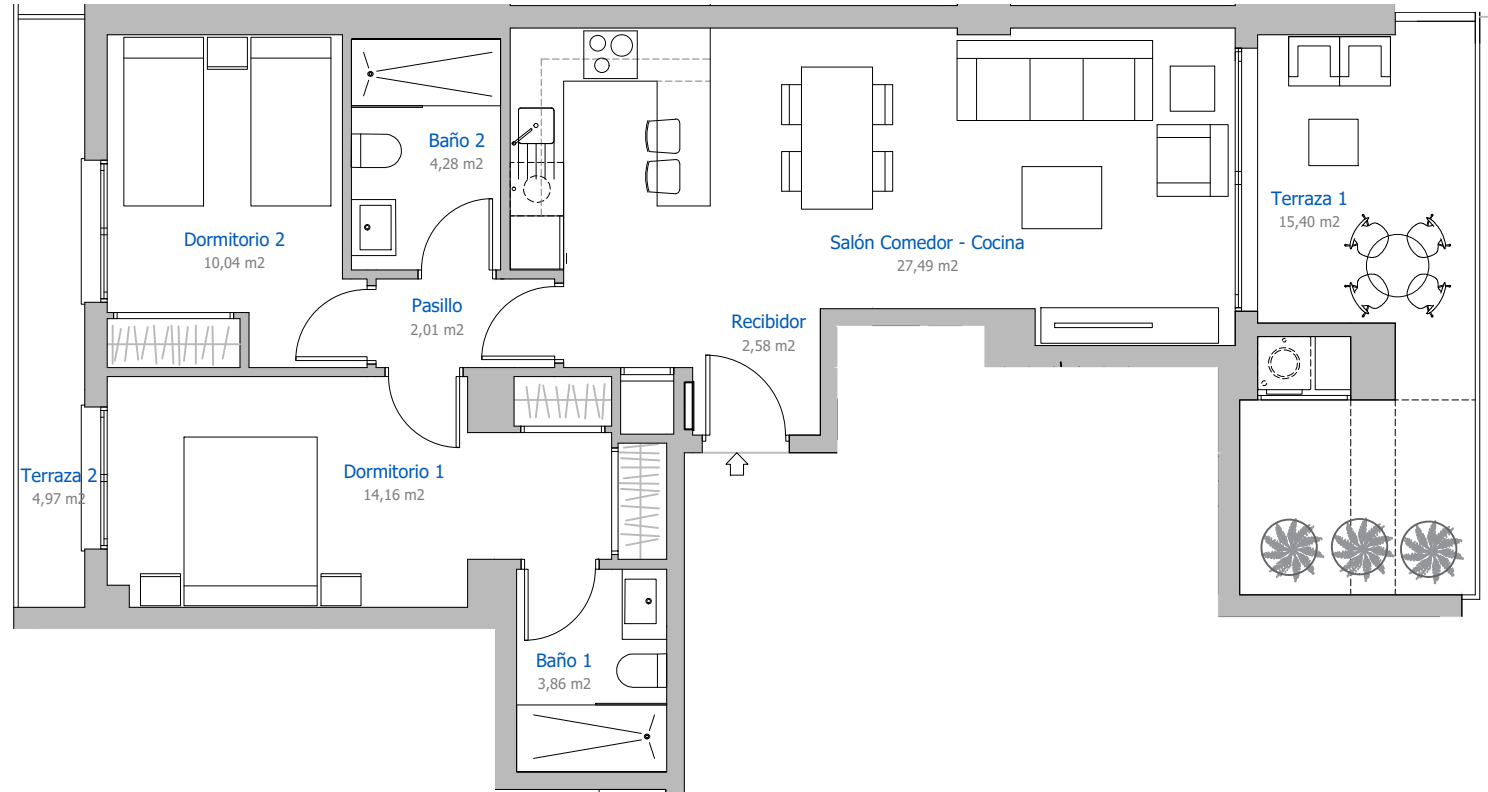 Baño 2
4,28 m2
Dormitorio 2
10,04 m2
Terraza 1
15,40 m2
Salón Comedor - Cocina
27,49 m2
Pasillo
2,01 m2
Recibidor
2,58 m2
Terraza 2
4,97 m2
Dormitorio 1
14,16 m2
Baño 1
3,86 m2